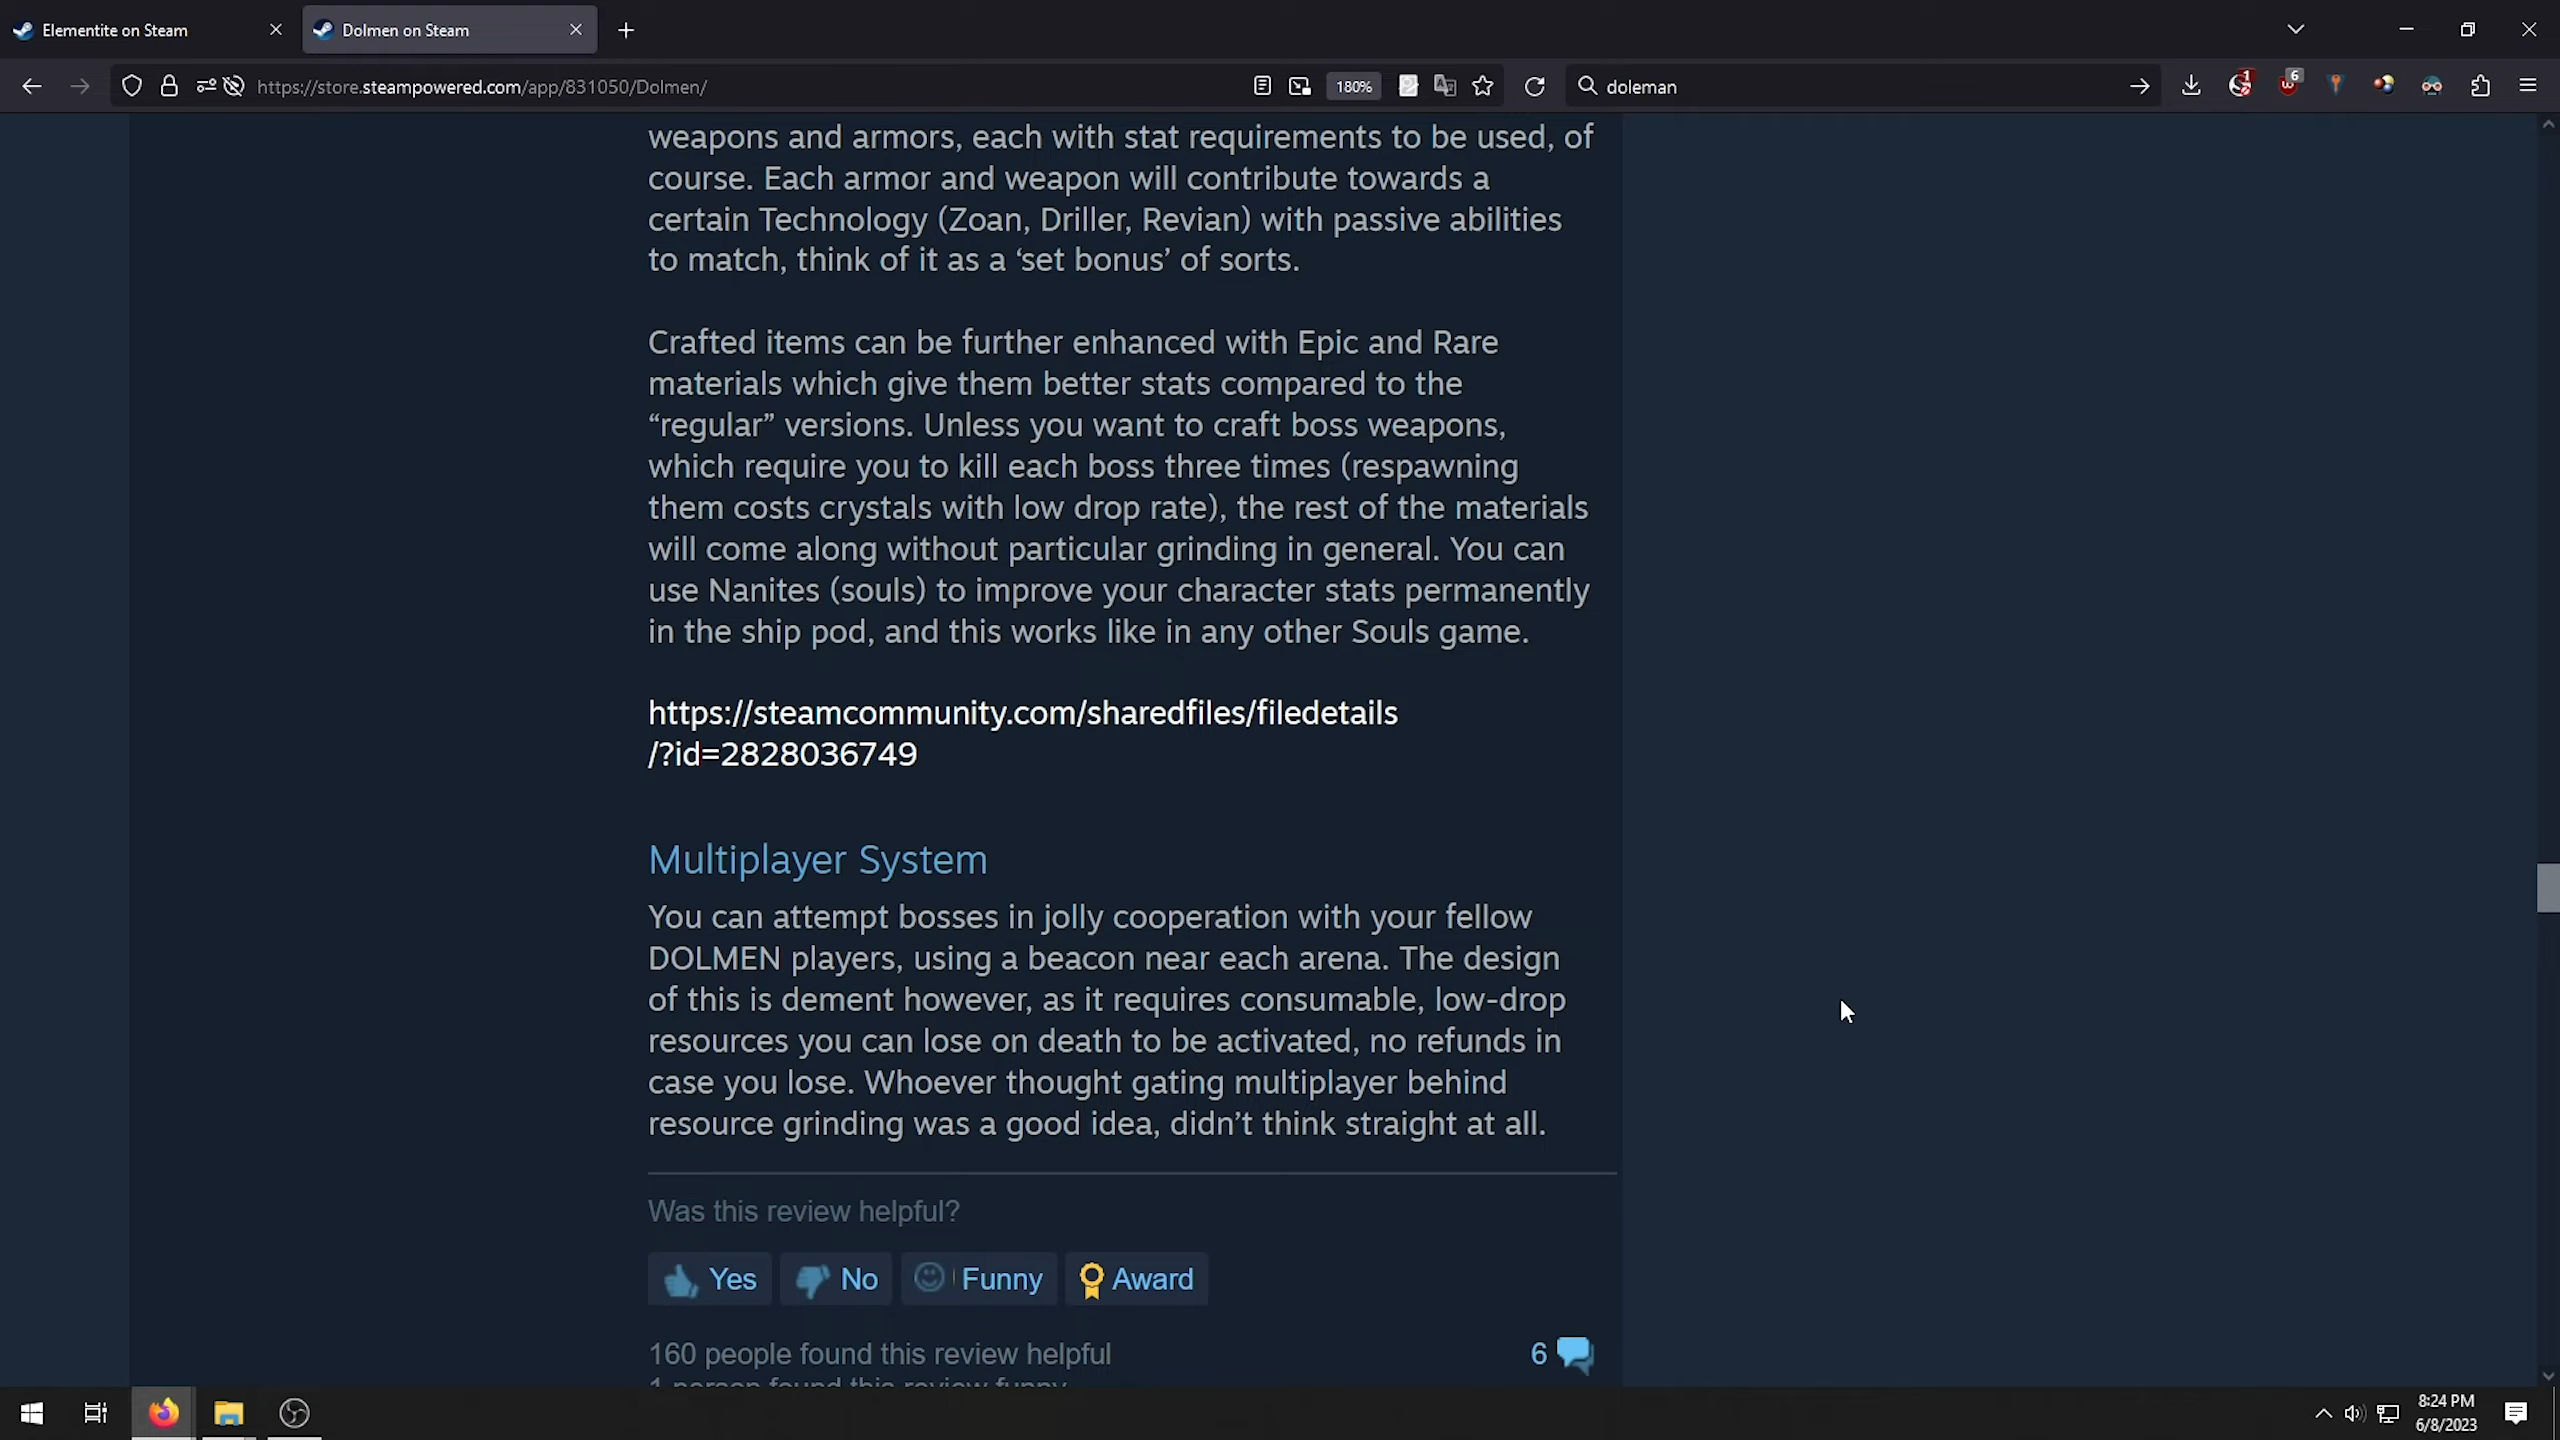 Elementite on Steam
Dolmen on Steam
https://store.steampowered.com/app/831050/Dolmen/
180%
doleman
1
6
weapons and armors, each with stat requirements to be used, of
course. Each armor and weapon will contribute towards a
certain Technology (Zoan, Driller, Revian) with passive abilities
to match, think of it as a ‘set bonus’ of sorts.
Crafted items can be further enhanced with Epic and Rare
materials which give them better stats compared to the
“regular” versions. Unless you want to craft boss weapons,
which require you to kill each boss three times (respawning
them costs crystals with low drop rate), the rest of the materials
will come along without particular grinding in general. You can
use Nanites (souls) to improve your character stats permanently
in the ship pod, and this works like in any other Souls game.
https://steamcommunity.com/sharedfiles/filedetails
/?id=2828036749
Multiplayer System
You can attempt bosses in jolly cooperation with your fellow
DOLMEN players, using a beacon near each arena. The design
of this is dement however, as it requires consumable, low-drop
resources you can lose on death to be activated, no refunds in
case you lose. Whoever thought gating multiplayer behind
resource grinding was a good idea, didn’t think straight at all.
Was this review helpful?
Yes
No
Funny
Award
160 people found this review helpful
6
1 person found this review funny
8:24 PM
6/8/2023